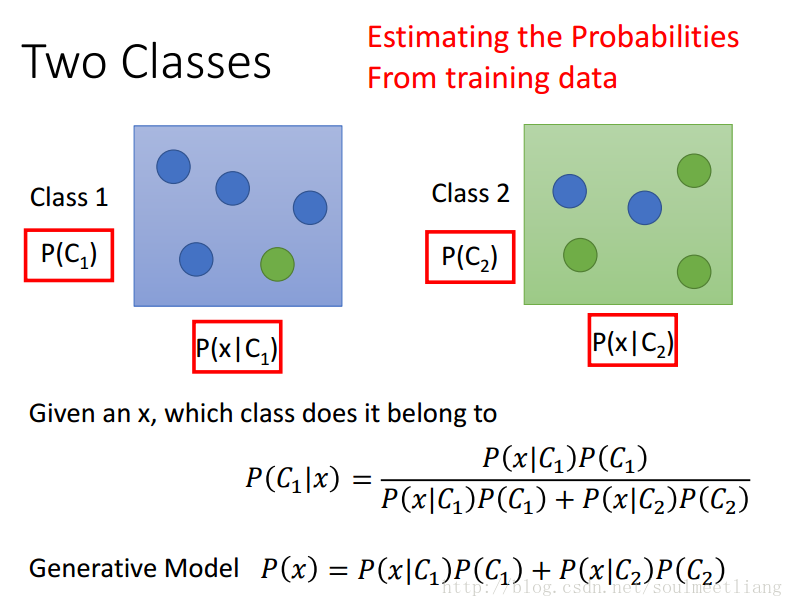 Two Classes
Estimating the Probabilities
From training data
Class 1
P(C₁)
P(x|C₁)
Class 2
P(C₂)
P(x|C₂)
Given an x, which class does it belong to
P(C₁|x) = P(x|C₁)P(C₁) / P(x|C₁)P(C₁) + P(x|C₂)P(C₂)
Generative Model P(x) = P(x|C₁)P(C₁) + P(x|C₂)P(C₂)
http://blog.csdn.net/soulmeetliang